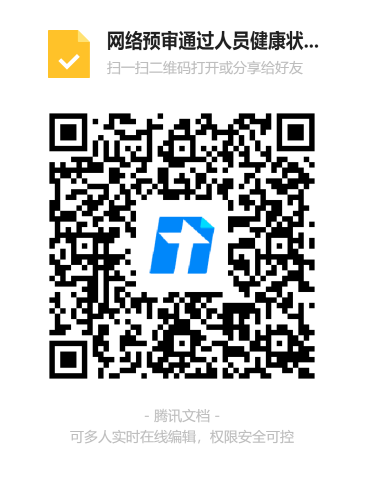 网络预审通过人员健康状...
扫一扫二维码打开或分享给好友
- 腾讯文档 -
可多人实时在线编辑，权限安全可控